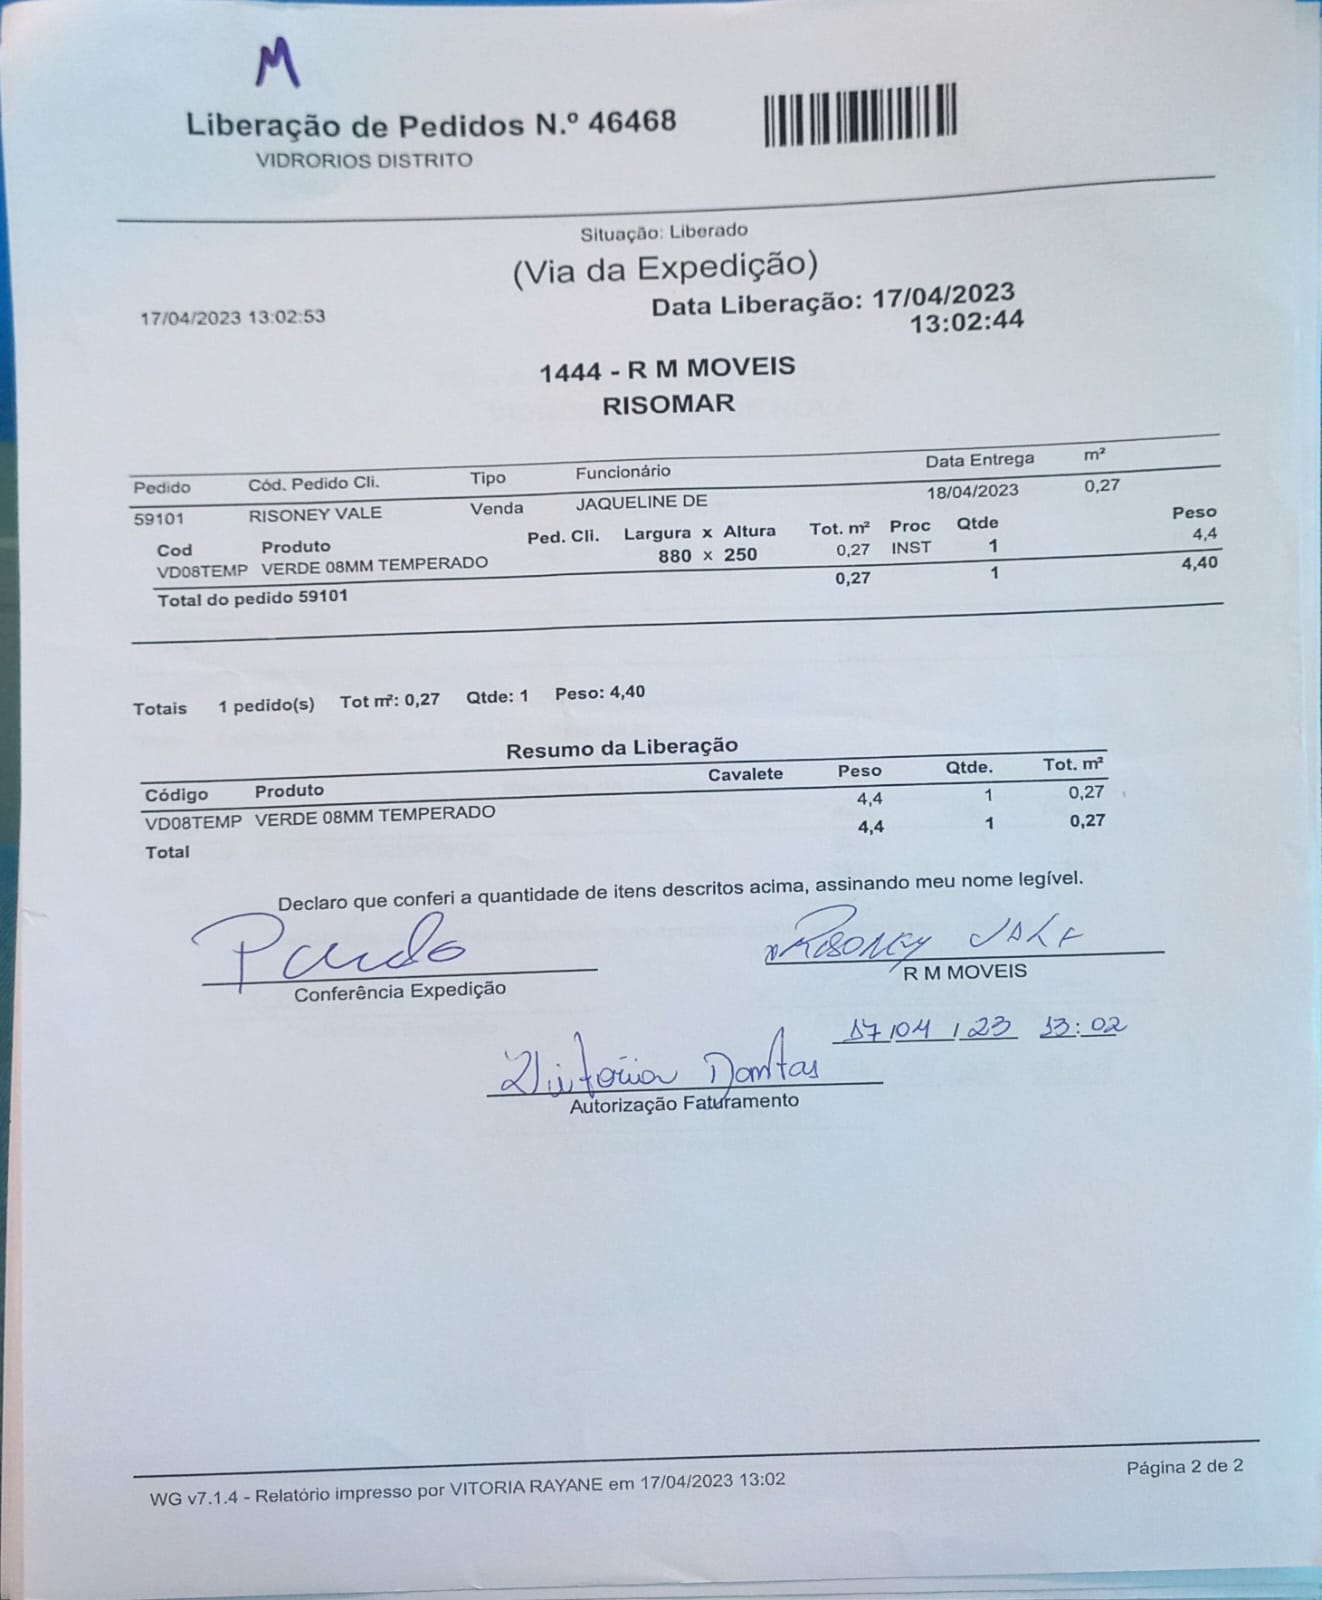 M
Liberação de Pedidos N.º 46468
VIDRORIOS DISTRITO
Situação: Liberado
(Via da Expedição)
17/04/2023 13:02:53
Data Liberação: 17/04/2023
13:02:44
1444 - R M MOVEIS
RISOMAR
Pedido Cód. Pedido Cli. Tipo Funcionário Data Entrega m²
59101 RISONEY VALE Venda JAQUELINE DE 18/04/2023 0,27
Cod Produto Ped. Cli. Largura x Altura Tot. m² Proc Qtde Peso
VD08TEMP VERDE 08MM TEMPERADO 880 x 250 0,27 INST 1 4,4
Total do pedido 59101 0,27 1 4,40
Totais 1 pedido(s) Tot m²: 0,27 Qtde: 1 Peso: 4,40
Resumo da Liberação
Código Produto Cavalete Peso Qtde. Tot. m²
VD08TEMP VERDE 08MM TEMPERADO 4,4 1 0,27
Total 4,4 1 0,27
Declaro que conferi a quantidade de itens descritos acima, assinando meu nome legível.
RISONEY VALE
Conferência Expedição R M MOVEIS
17/04/23 13:02
Vitória Dantas
Autorização Faturamento
WG v7.1.4 - Relatório impresso por VITORIA RAYANE em 17/04/2023 13:02 Página 2 de 2